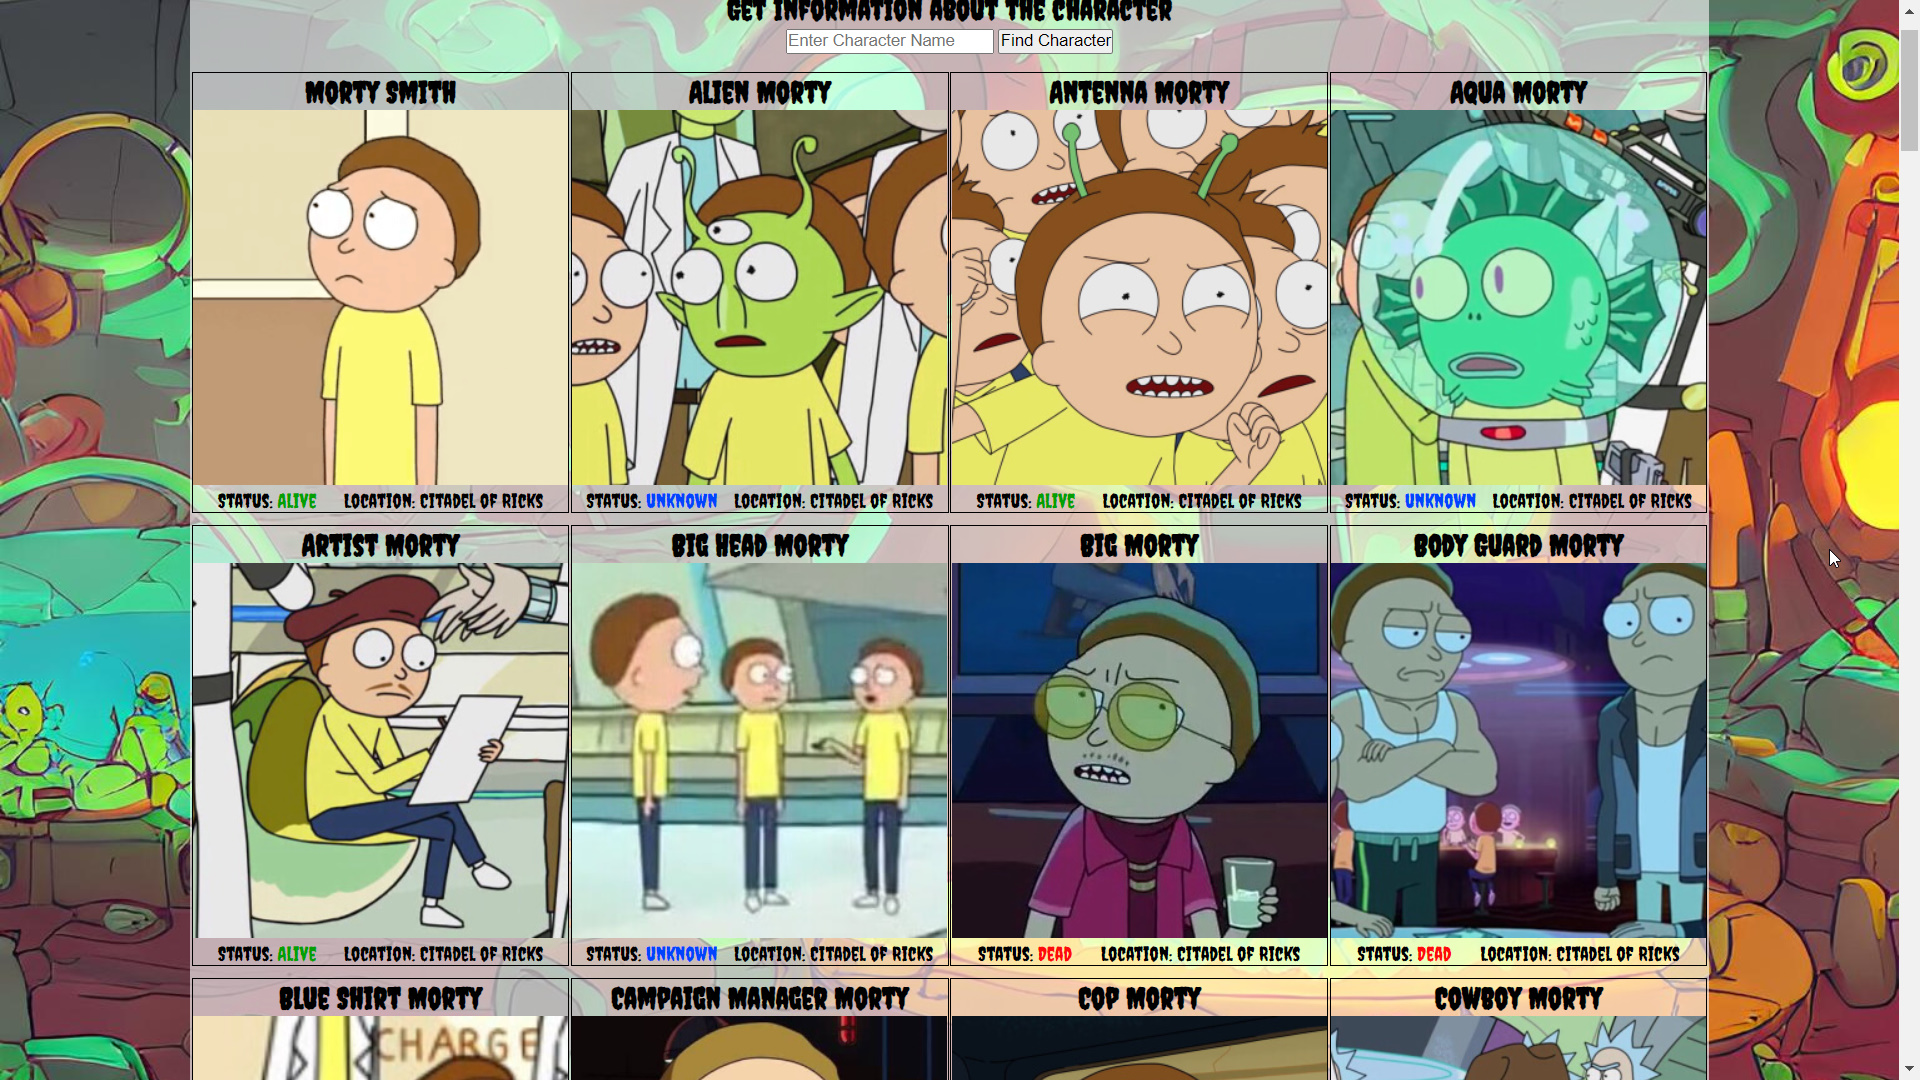 GET INFORMATION ABOUT THE CHARACTER
Enter Character Name Find Character
MORTY SMITH ALIEN MORTY ANTENNA MORTY AQUA MORTY
STATUS: ALIVE LOCATION: CITADEL OF RICKS STATUS: UNKNOWN LOCATION: CITADEL OF RICKS STATUS: ALIVE LOCATION: CITADEL OF RICKS STATUS: UNKNOWN LOCATION: CITADEL OF RICKS
ARTIST MORTY BIG HEAD MORTY BIG MORTY BODY GUARD MORTY
STATUS: ALIVE LOCATION: CITADEL OF RICKS STATUS: UNKNOWN LOCATION: CITADEL OF RICKS STATUS: DEAD LOCATION: CITADEL OF RICKS STATUS: DEAD LOCATION: CITADEL OF RICKS
BLUE SHIRT MORTY CAMPAIGN MANAGER MORTY COP MORTY COWBOY MORTY
CHARGE